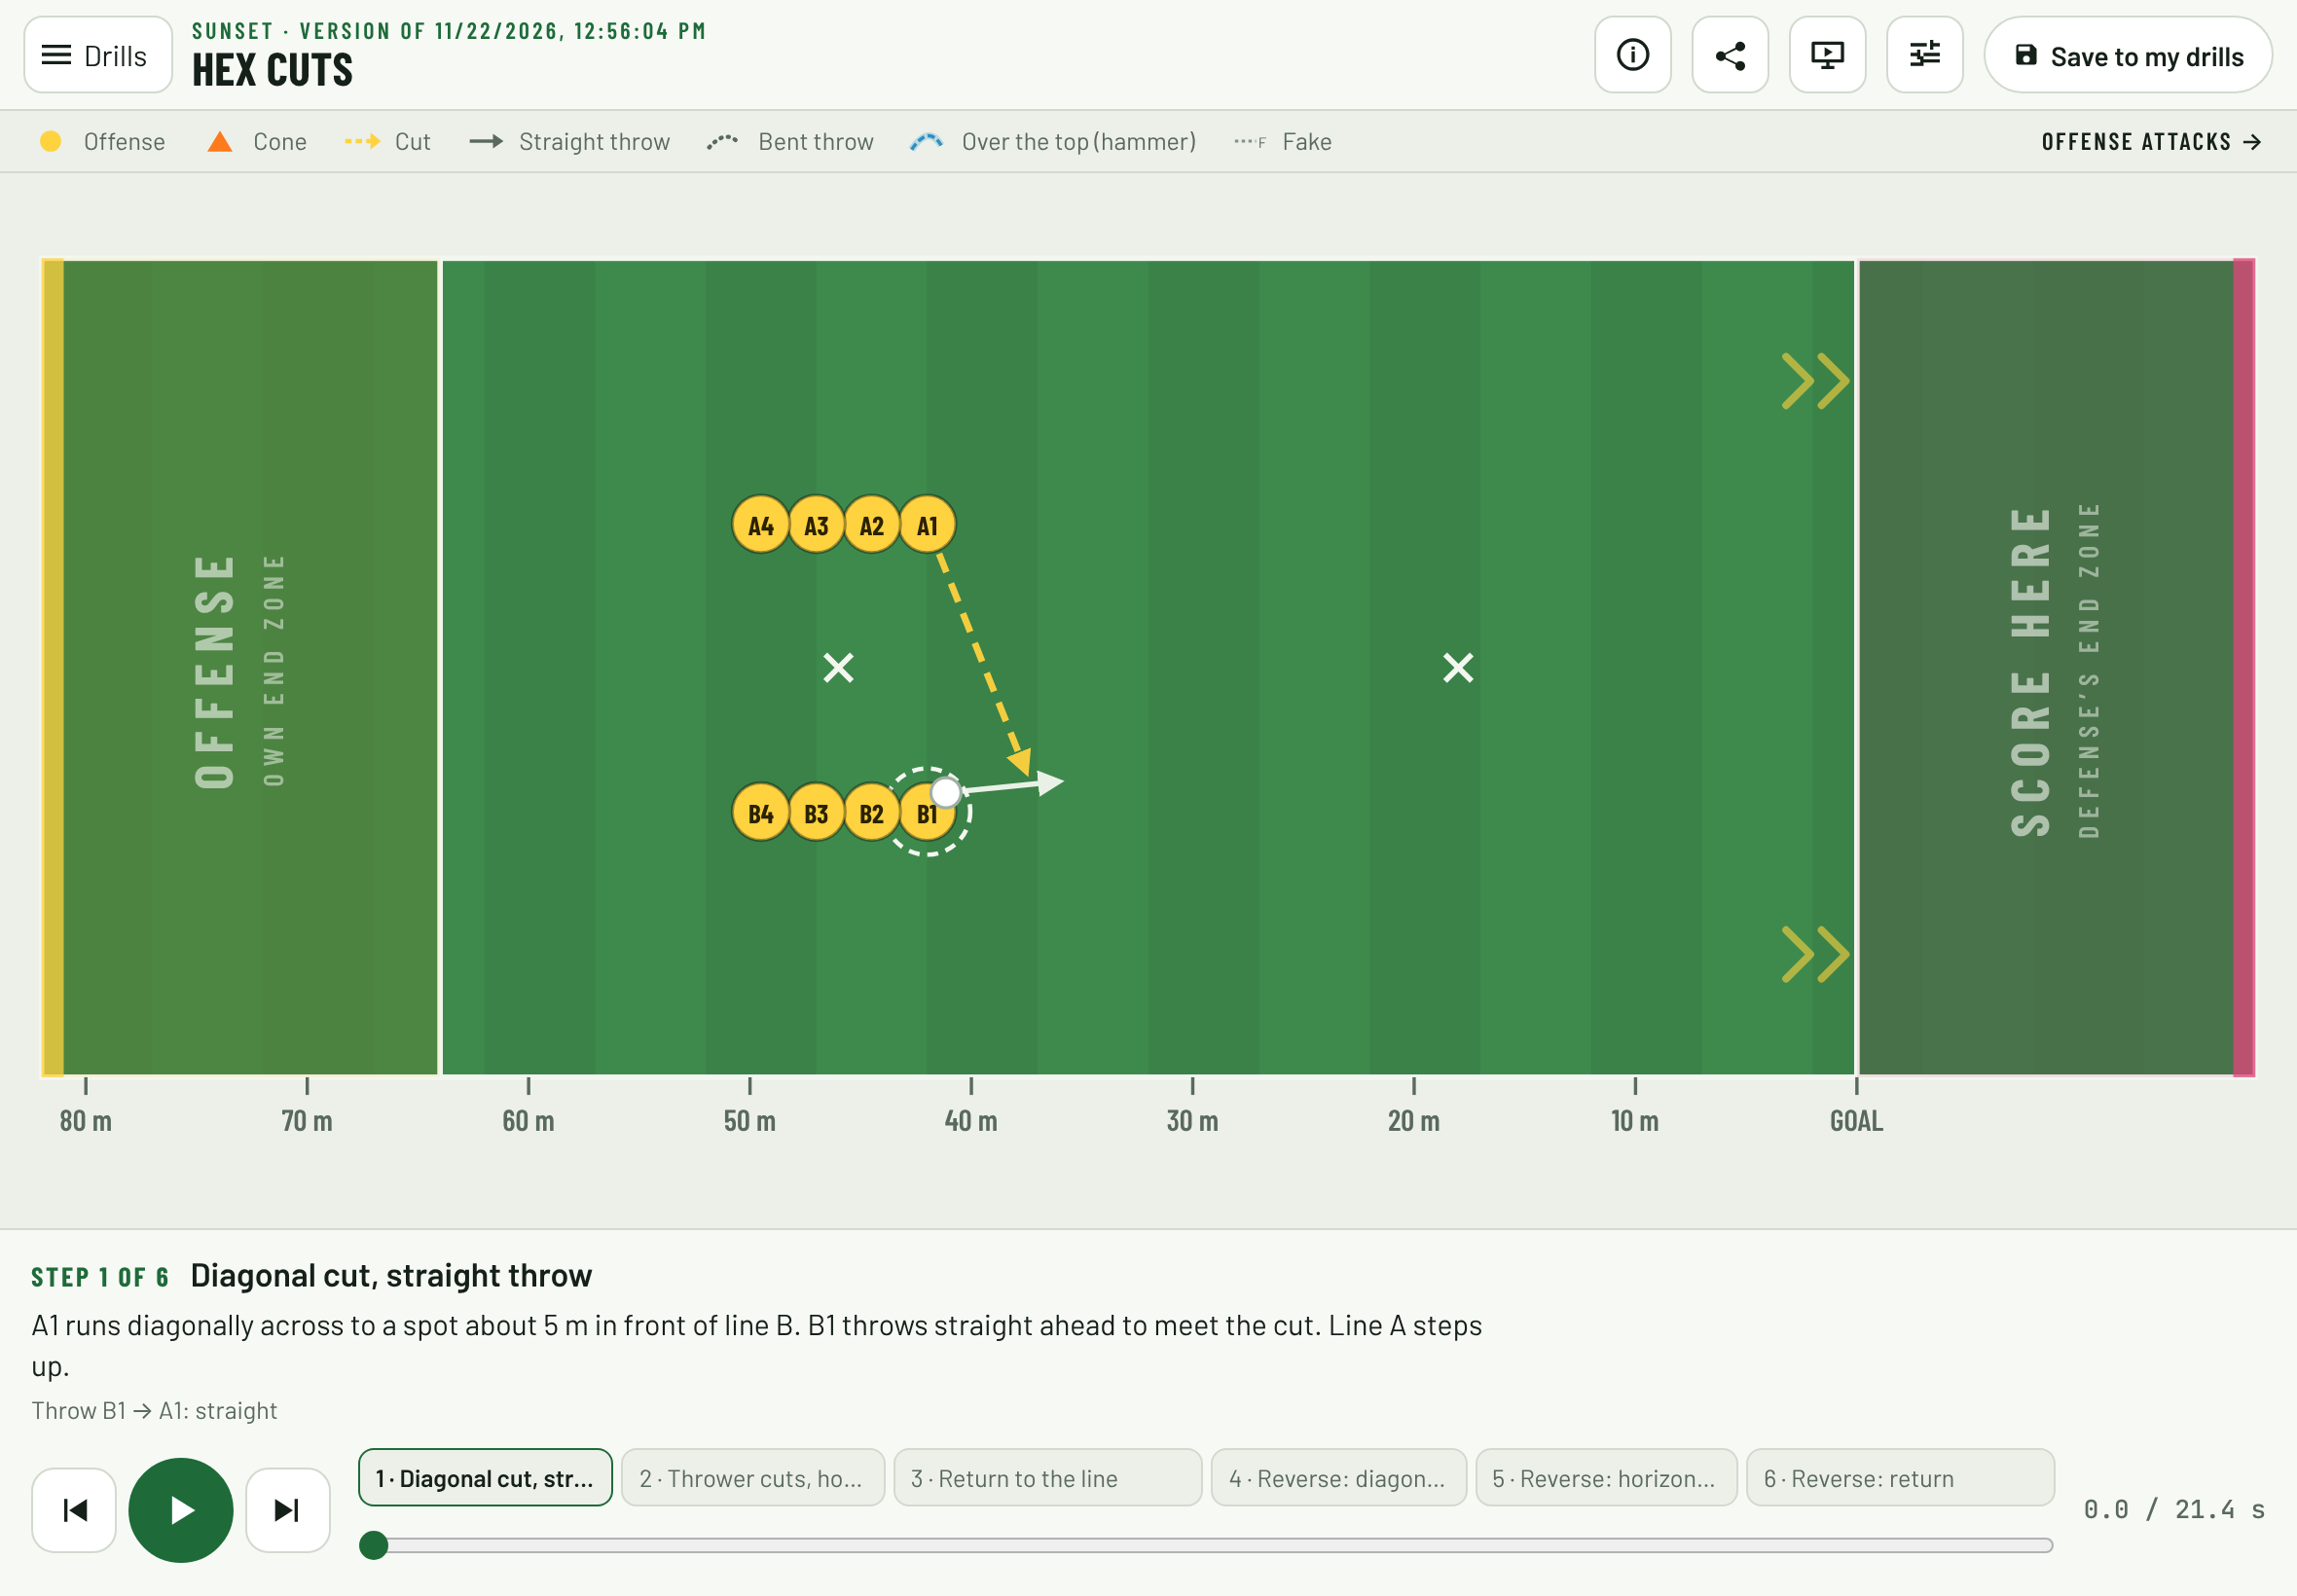 Drills
SUNSET · VERSION OF 11/22/2026, 12:56:04 PM
HEX CUTS
Save to my drills
Offense
Cone
Cut
Straight throw
Bent throw
Over the top (hammer)
F
Fake
OFFENSE ATTACKS →
OFFENSE
OWN END ZONE
A4
A3
A2
A1
B4
B3
B2
B1
SCORE HERE
DEFENSE'S END ZONE
80 m
70 m
60 m
50 m
40 m
30 m
20 m
10 m
GOAL
STEP 1 OF 6 Diagonal cut, straight throw
A1 runs diagonally across to a spot about 5 m in front of line B. B1 throws straight ahead to meet the cut. Line A steps
up.
Throw B1 → A1: straight
1 · Diagonal cut, str...
2 · Thrower cuts, ho...
3 · Return to the line
4 · Reverse: diagon...
5 · Reverse: horizon...
6 · Reverse: return
0.0 / 21.4 s